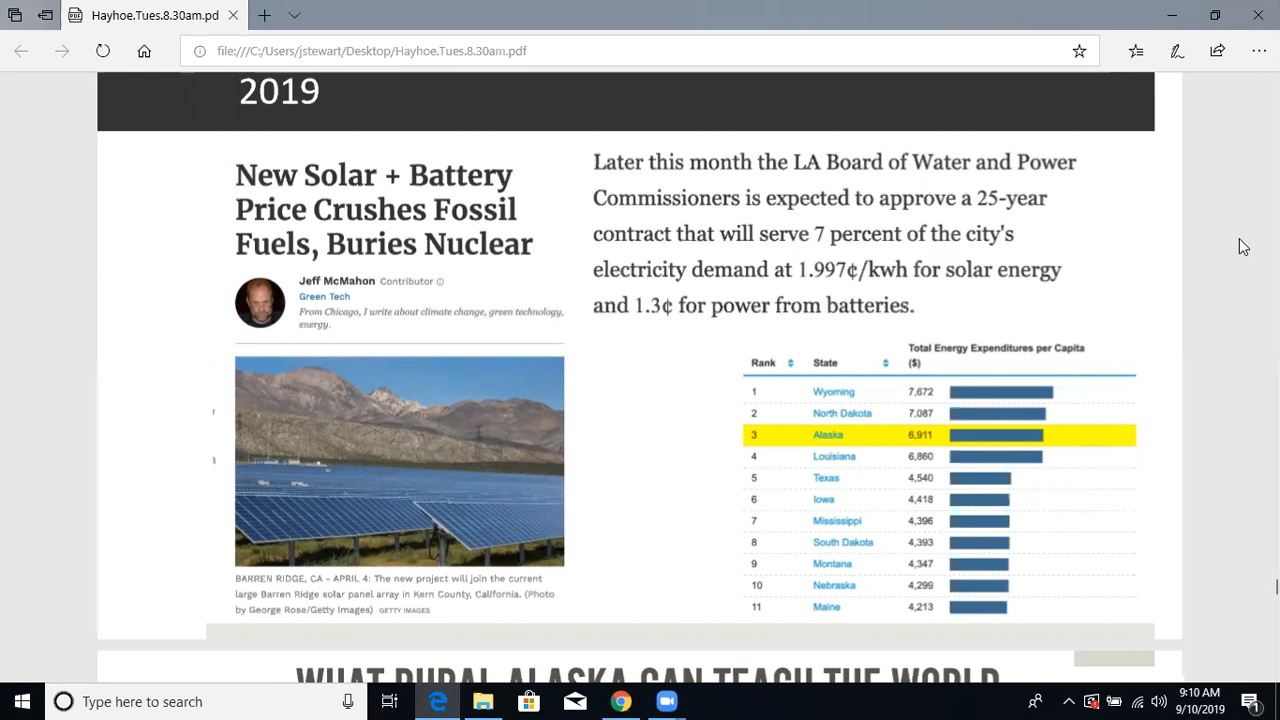 file:///C:/Users/jstewart/Desktop/Hayhoe.Tues.8.30am.pdf
2019
New Solar + Battery
Price Crushes Fossil
Fuels, Buries Nuclear
Jeff McMahon Contributor
Green Tech
From Chicago, I write about climate change, green technology,
energy.
BARREN RIDGE, CA - APRIL 4: The new project will join the current
large Barren Ridge solar panel array in Kern County, California. (Photo
by George Rose/Getty Images) GETTY IMAGES
Later this month the LA Board of Water and Power
Commissioners is expected to approve a 25-year
contract that will serve 7 percent of the city's
electricity demand at 1.997¢/kwh for solar energy
and 1.3¢ for power from batteries.
Rank State Total Energy Expenditures per Capita
($)
1 Wyoming 7,672
2 North Dakota 7,087
3 Alaska 6,911
4 Louisiana 6,860
5 Texas 4,540
6 Iowa 4,418
7 Mississippi 4,396
8 South Dakota 4,393
9 Montana 4,347
10 Nebraska 4,299
11 Maine 4,213
WHAT RURAL ALASKA CAN TEACH THE WORLD
Type here to search
9:10 AM
9/10/2019
1